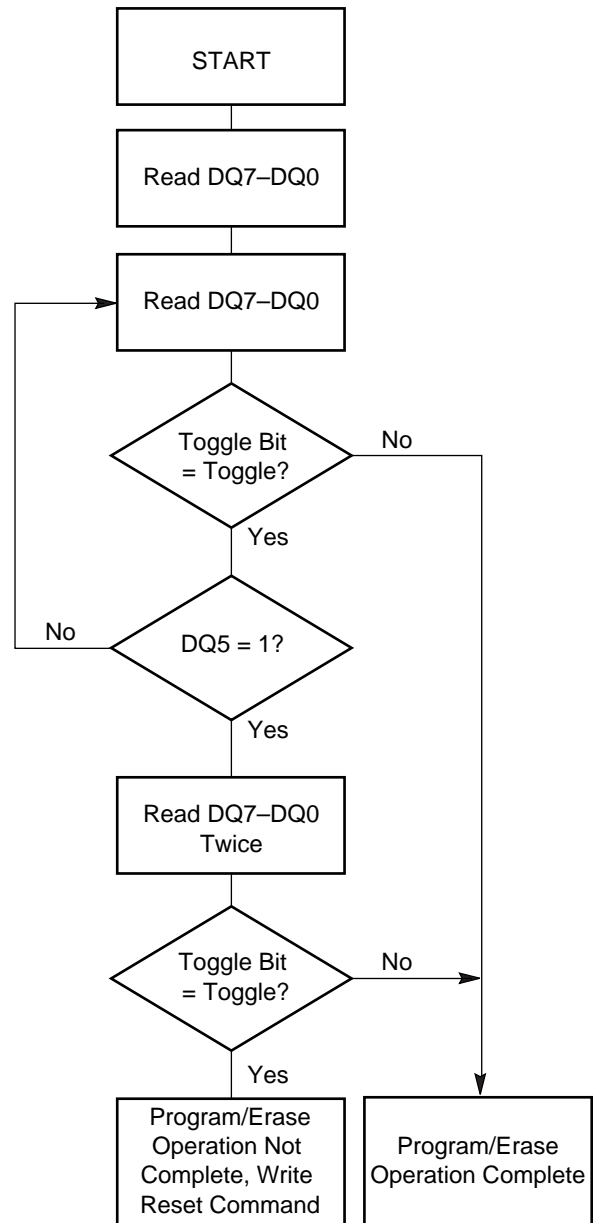 START
Read DQ7–DQ0
Read DQ7–DQ0
Toggle Bit
= Toggle?
No
Yes
No
DQ5 = 1?
Yes
Read DQ7–DQ0
Twice
Toggle Bit
= Toggle?
No
Yes
Program/Erase
Operation Not
Complete, Write
Reset Command
Program/Erase
Operation Complete